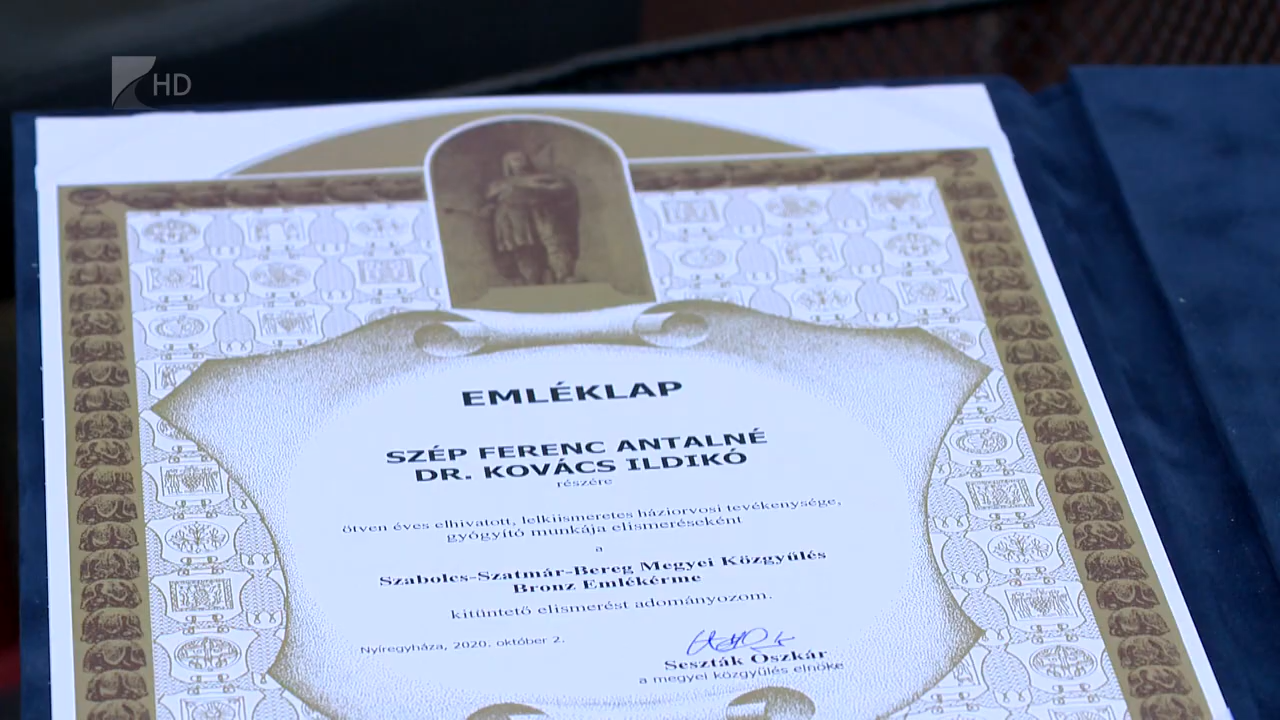 HD
EMLÉKLAP
SZÉP FERENC ANTALNÉ
DR. KOVÁCS ILDIKÓ
részére
ötven éves elhivatott, lelkiismeretes háziorvosi tevékenysége,
gyógyító munkája elismeréseként
a
Szabolcs-Szatmár-Bereg Megyei Közgyűlés
Bronz Emlékérme
kitüntető elismerést adományozom.
Nyíregyháza, 2020. október 2.
Seszták Oszkár
a megyei közgyűlés elnöke